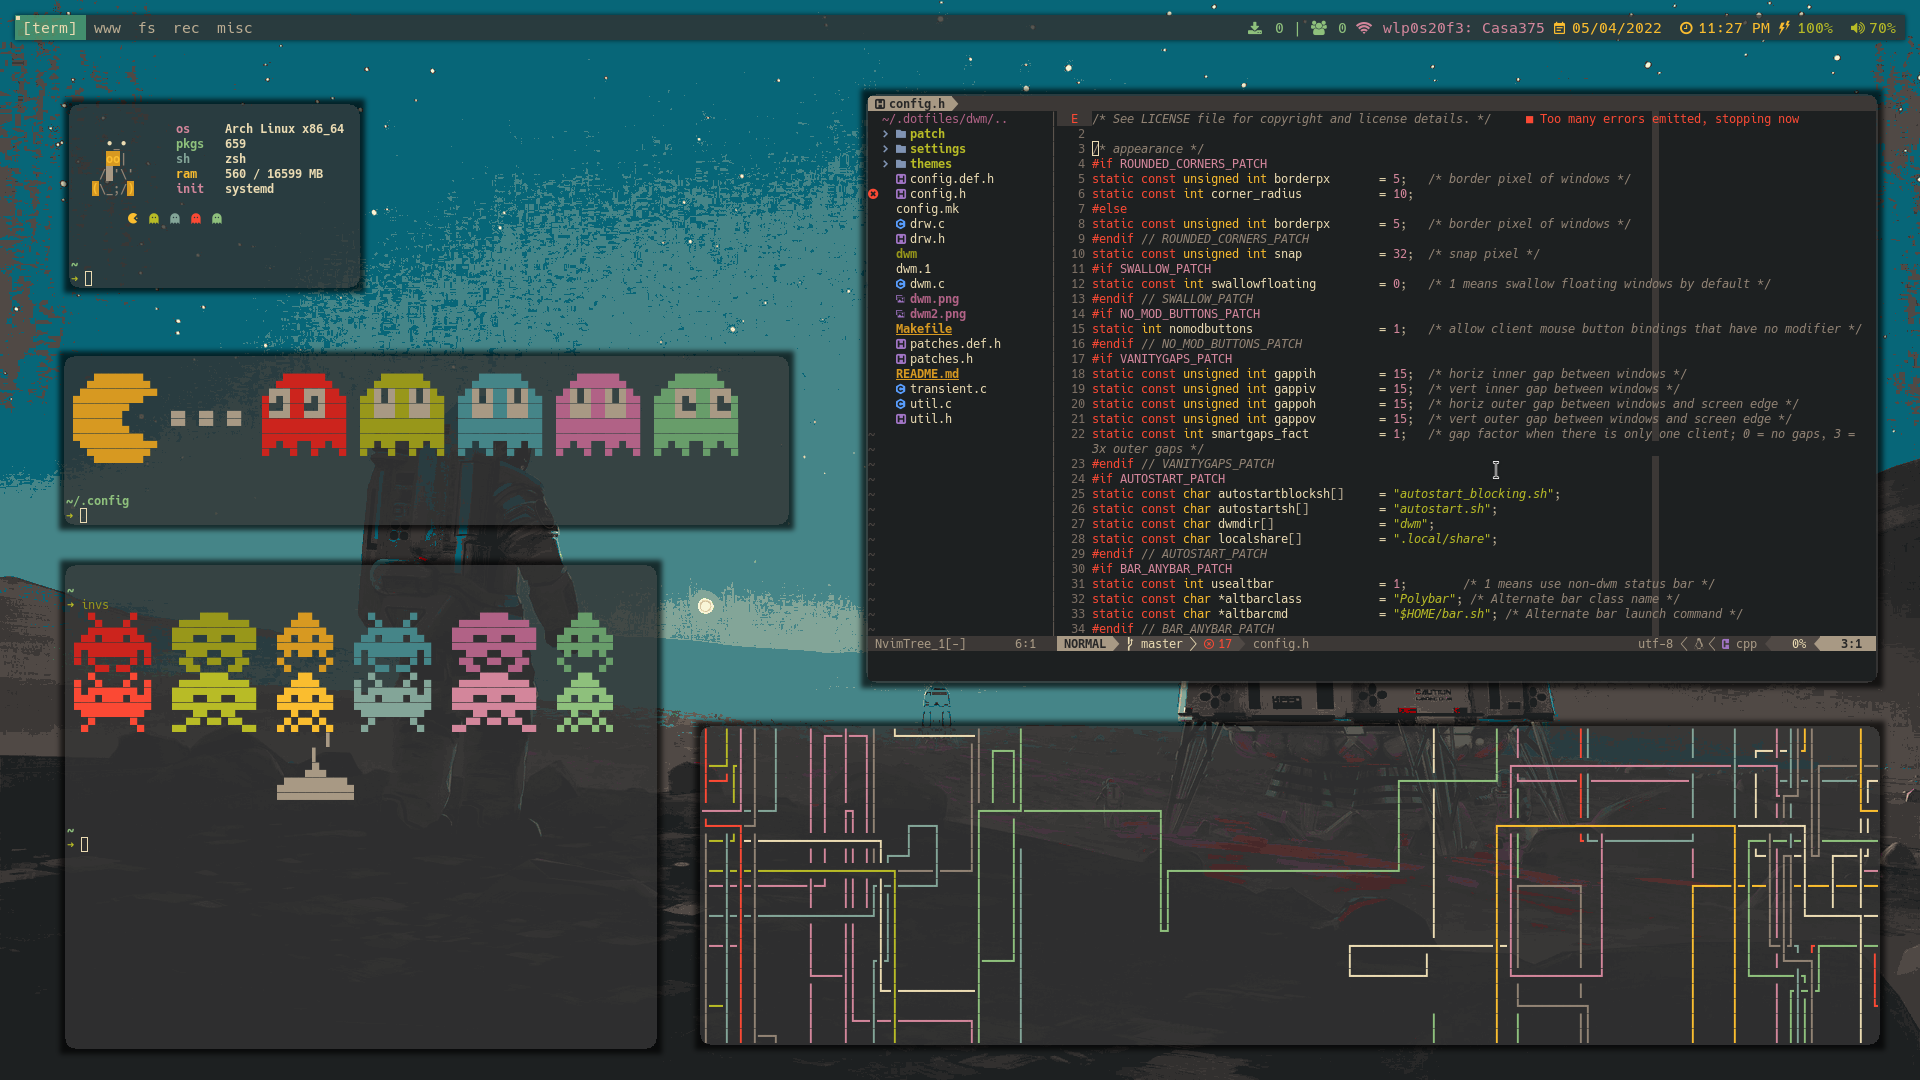 [term] www fs rec misc
0 | 0 wlp0s20f3: Casa375 05/04/2022 11:27 PM 100% 70%
os Arch Linux x86_64
pkgs 659
sh zsh
ram 560 / 16599 MB
init systemd
~
~/.config
~
invs
~
config.h
~/.dotfiles/dwm/..
patch
settings
themes
config.def.h
config.h
config.mk
drw.c
drw.h
dwm
dwm.1
dwm.c
dwm.png
dwm2.png
Makefile
patches.def.h
patches.h
README.md
transient.c
util.c
util.h
E /* See LICENSE file for copyright and license details. */ ■ Too many errors emitted, stopping now
2
3 /* appearance */
4 #if ROUNDED_CORNERS_PATCH
5 static const unsigned int borderpx = 5; /* border pixel of windows */
6 static const int corner_radius = 10;
7 #else
8 static const unsigned int borderpx = 5; /* border pixel of windows */
9 #endif // ROUNDED_CORNERS_PATCH
10 static const unsigned int snap = 32; /* snap pixel */
11 #if SWALLOW_PATCH
12 static const int swallowfloating = 0; /* 1 means swallow floating windows by default */
13 #endif // SWALLOW_PATCH
14 #if NO_MOD_BUTTONS_PATCH
15 static int nomodbuttons = 1; /* allow client mouse button bindings that have no modifier */
16 #endif // NO_MOD_BUTTONS_PATCH
17 #if VANITYGAPS_PATCH
18 static const unsigned int gappih = 15; /* horiz inner gap between windows */
19 static const unsigned int gappiv = 15; /* vert inner gap between windows */
20 static const unsigned int gappoh = 15; /* horiz outer gap between windows and screen edge */
21 static const unsigned int gappov = 15; /* vert outer gap between windows and screen edge */
22 static const int smartgaps_fact = 1; /* gap factor when there is only one client; 0 = no gaps, 3 =
3x outer gaps */
23 #endif // VANITYGAPS_PATCH
24 #if AUTOSTART_PATCH
25 static const char autostartblocksh[] = "autostart_blocking.sh";
26 static const char autostartsh[] = "autostart.sh";
27 static const char dwmdir[] = "dwm";
28 static const char localshare[] = ".local/share";
29 #endif // AUTOSTART_PATCH
30 #if BAR_ANYBAR_PATCH
31 static const int usealtbar = 1; /* 1 means use non-dwm status bar */
32 static const char *altbarclass = "Polybar"; /* Alternate bar class name */
33 static const char *altbarcmd = "$HOME/bar.sh"; /* Alternate bar launch command */
34 #endif // BAR_ANYBAR_PATCH
NvimTree_1[-] 6:1 NORMAL master 17 config.h utf-8 cpp 0% 3:1
CAUTION